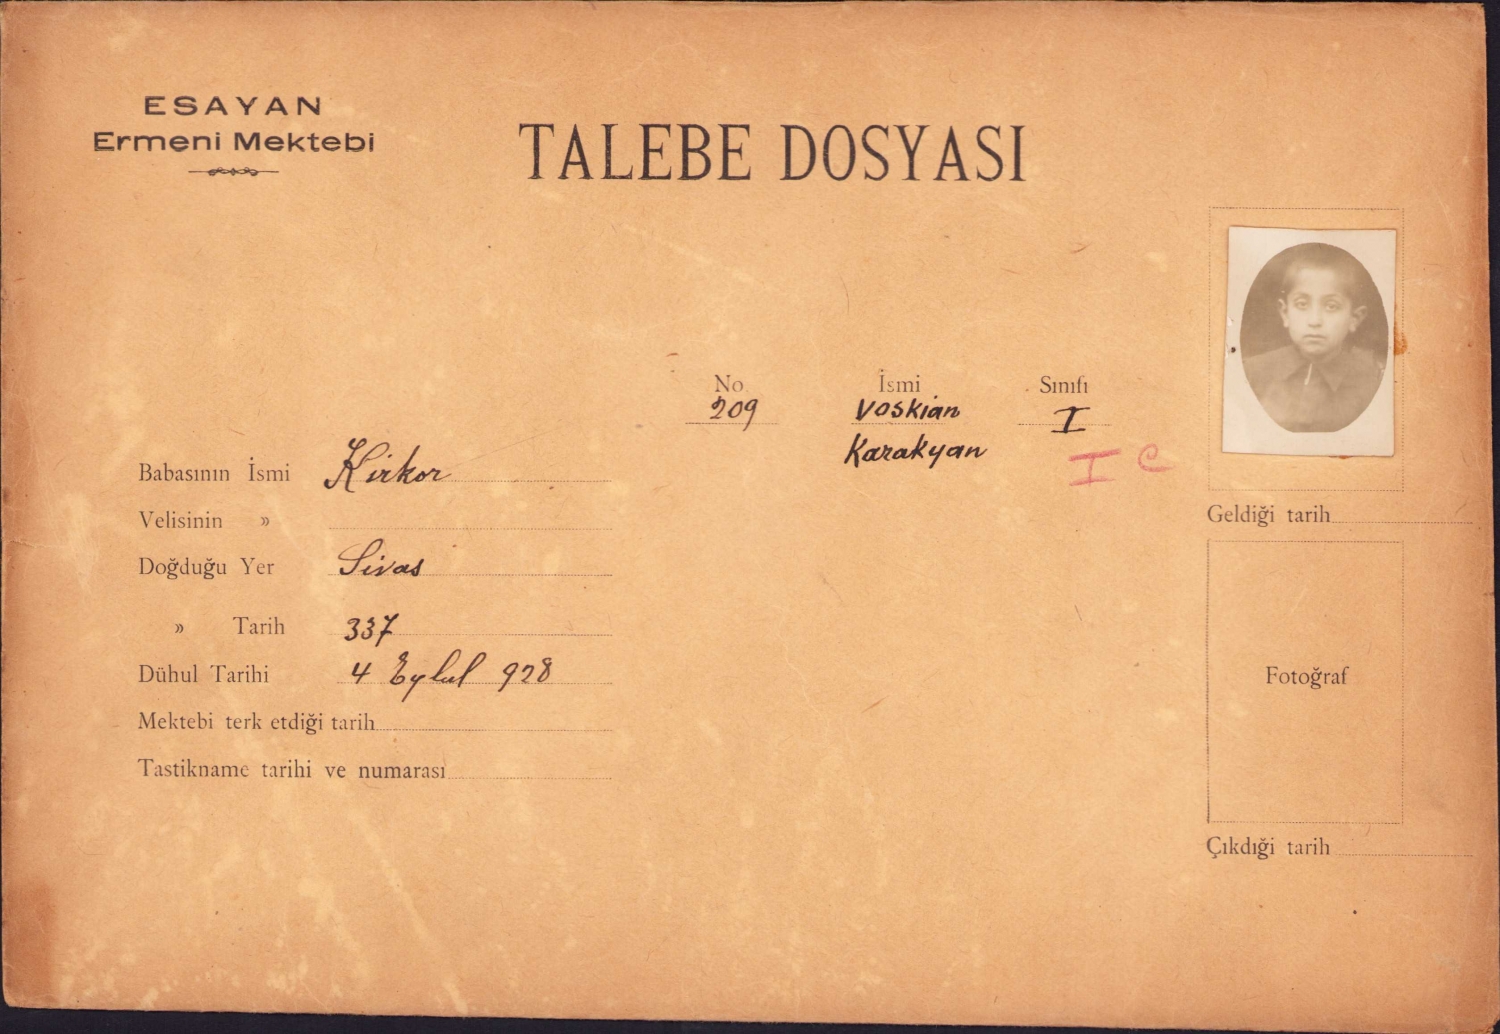 ESAYAN
Ermeni Mektebi
TALEBE DOSYASI
No İsmi Sınıfı
209 Voskian I
Karakyan I C
Babasının İsmi Kirkor
Velisinin »
Doğduğu Yer Sivas
» Tarih 337
Dühul Tarihi 4 Eylul 928
Mektebi terk etdiği tarih
Tastikname tarihi ve numarası
Geldiği tarih
Fotoğraf
Çıkdığı tarih